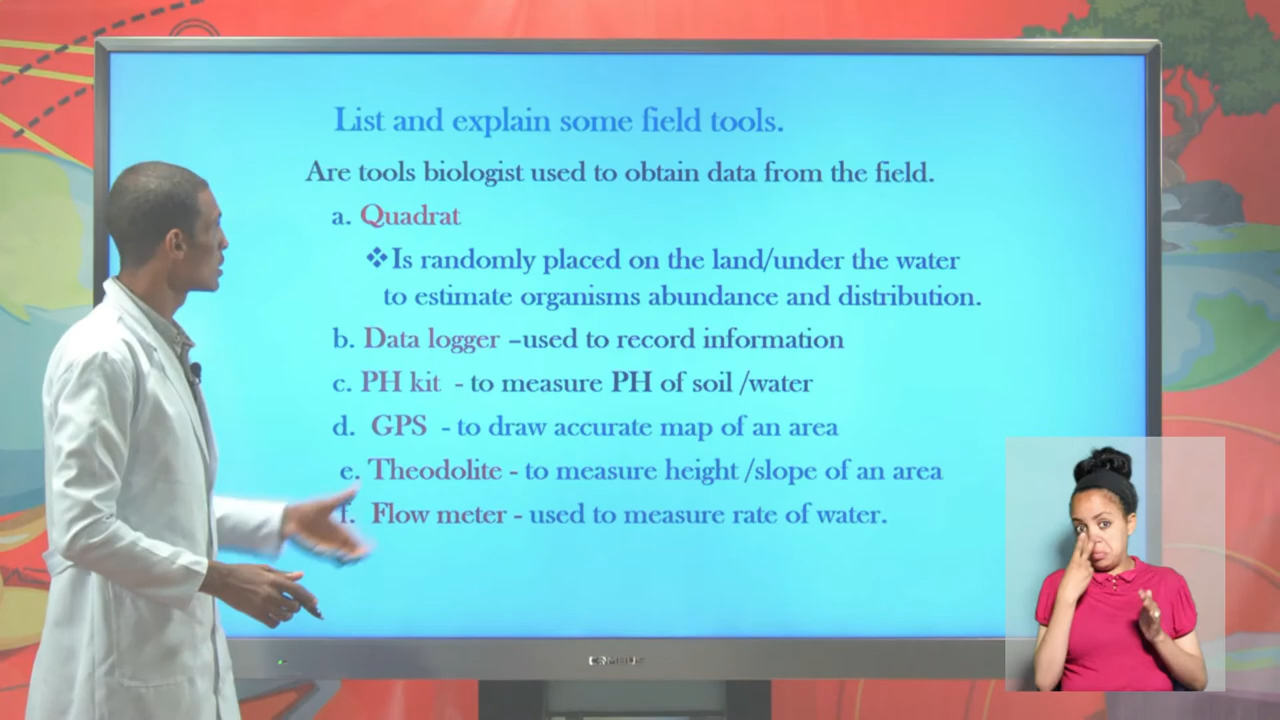 List and explain some field tools.
Are tools biologist used to obtain data from the field.
a. Quadrat
❖Is randomly placed on the land/under the water
to estimate organisms abundance and distribution.
b. Data logger –used to record information
c. PH kit - to measure PH of soil /water
d. GPS - to draw accurate map of an area
e. Theodolite - to measure height /slope of an area
f. Flow meter - used to measure rate of water.